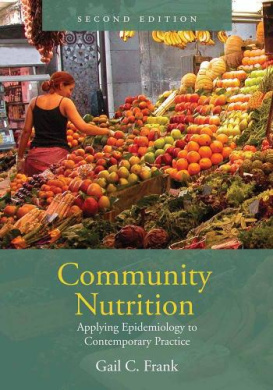 SECOND EDITION
Community
Nutrition
Applying Epidemiology to
Contemporary Practice
Gail C. Frank